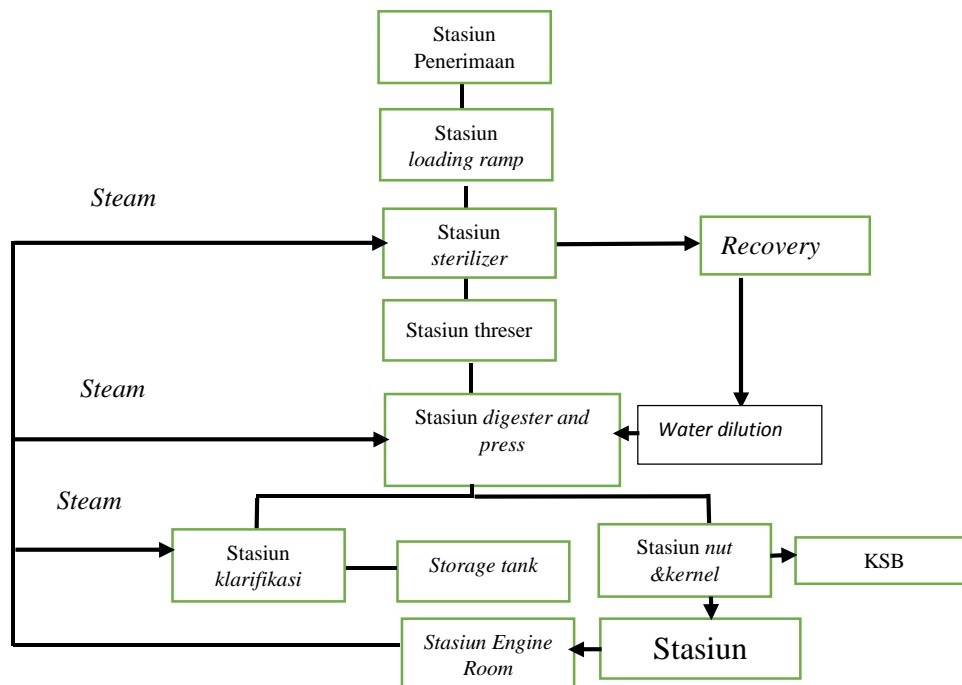 Stasiun
Penerimaan
Stasiun
loading ramp
Steam
Stasiun
sterilizer
Recovery
Stasiun threser
Steam
Stasiun digester and
press
Water dilution
Steam
Stasiun
klarifikasi
Storage tank
Stasiun nut
&kernel
KSB
Stasiun Engine
Room
Stasiun